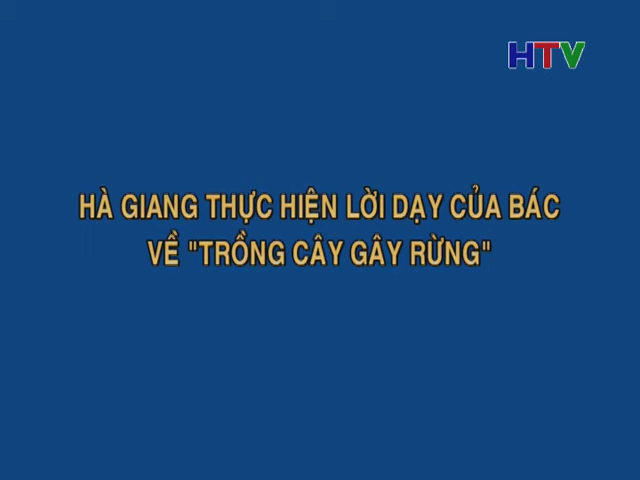 HTV
HÀ GIANG THỰC HIỆN LỜI DẠY CỦA BÁC
VỀ "TRỒNG CÂY GÂY RỪNG"